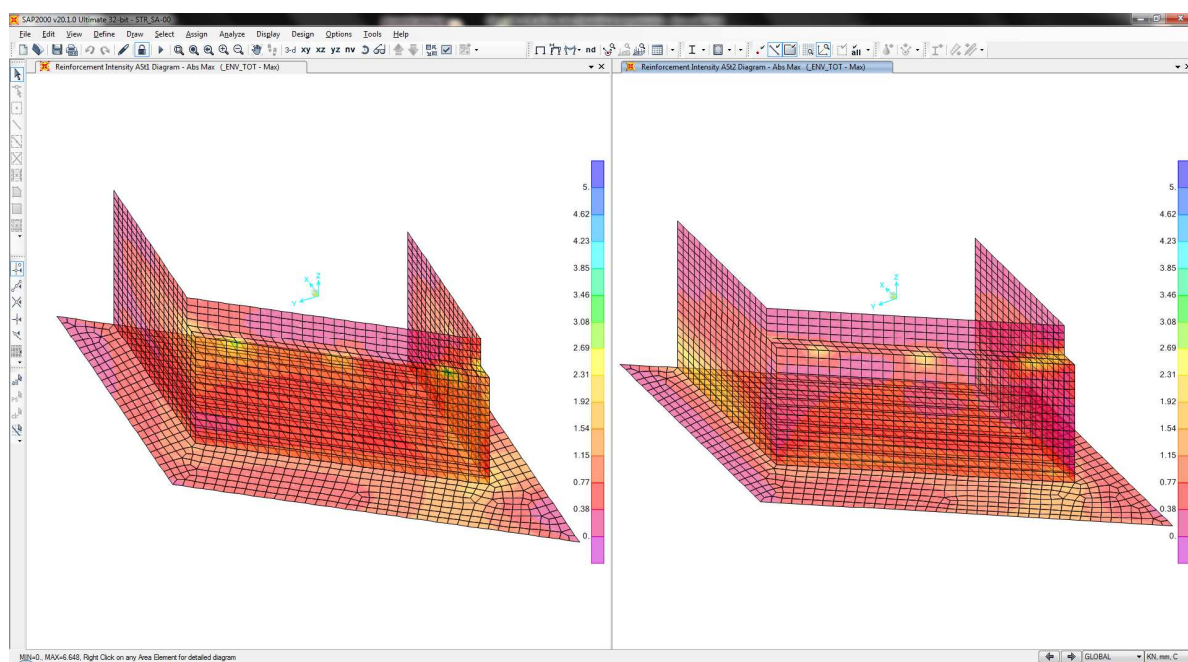 SAP2000 v20.1.0 Ultimate 32-bit - STR_SA-00
File Edit View Define Draw Select Assign Analyze Display Design Options Tools Help
3-d xy xz yz nv
nd
all
Reinforcement Intensity ASt1 Diagram - Abs Max (_ENV_TOT - Max)
Reinforcement Intensity ASt2 Diagram - Abs Max (_ENV_TOT - Max)
all
5.
4.62
4.23
3.85
3.46
3.08
2.69
2.31
1.92
1.54
1.15
0.77
0.38
0.
X
Y
Z
5.
4.62
4.23
3.85
3.46
3.08
2.69
2.31
1.92
1.54
1.15
0.77
0.38
0.
X
Y
Z
MIN=0., MAX=6.648, Right Click on any Area Element for detailed diagram
GLOBAL
KN, mm, C